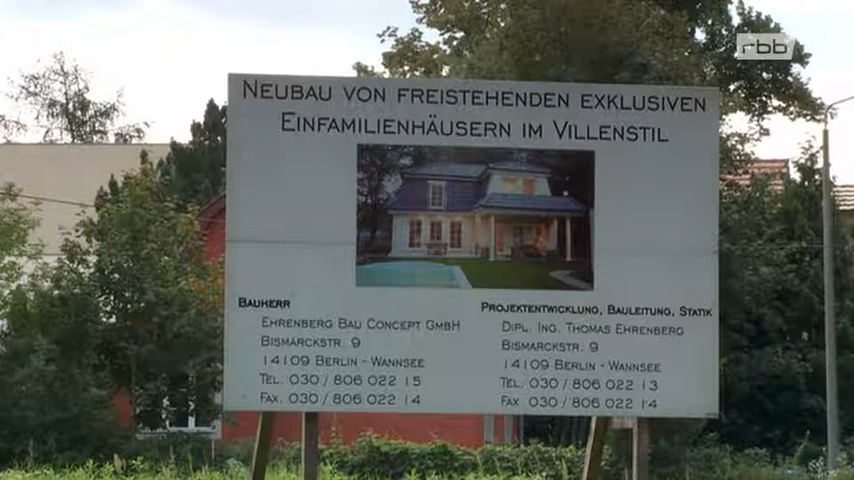 rbb
NEUBAU VON FREISTEHENDEN EXKLUSIVEN
EINFAMILIENHÄUSERN IM VILLENSTIL
BAUHERR
EHRENBERG BAU CONCEPT GMBH
BISMARCKSTR. 9
14109 BERLIN - WANNSEE
TEL. 030 / 806 022 15
FAX. 030 / 806 022 14
PROJEKTENTWICKLUNG, BAULEITUNG, STATIK
DIPL. ING. THOMAS EHRENBERG
BISMARCKSTR. 9
14109 BERLIN - WANNSEE
TEL. 030 / 806 022 13
FAX. 030 / 806 022 14